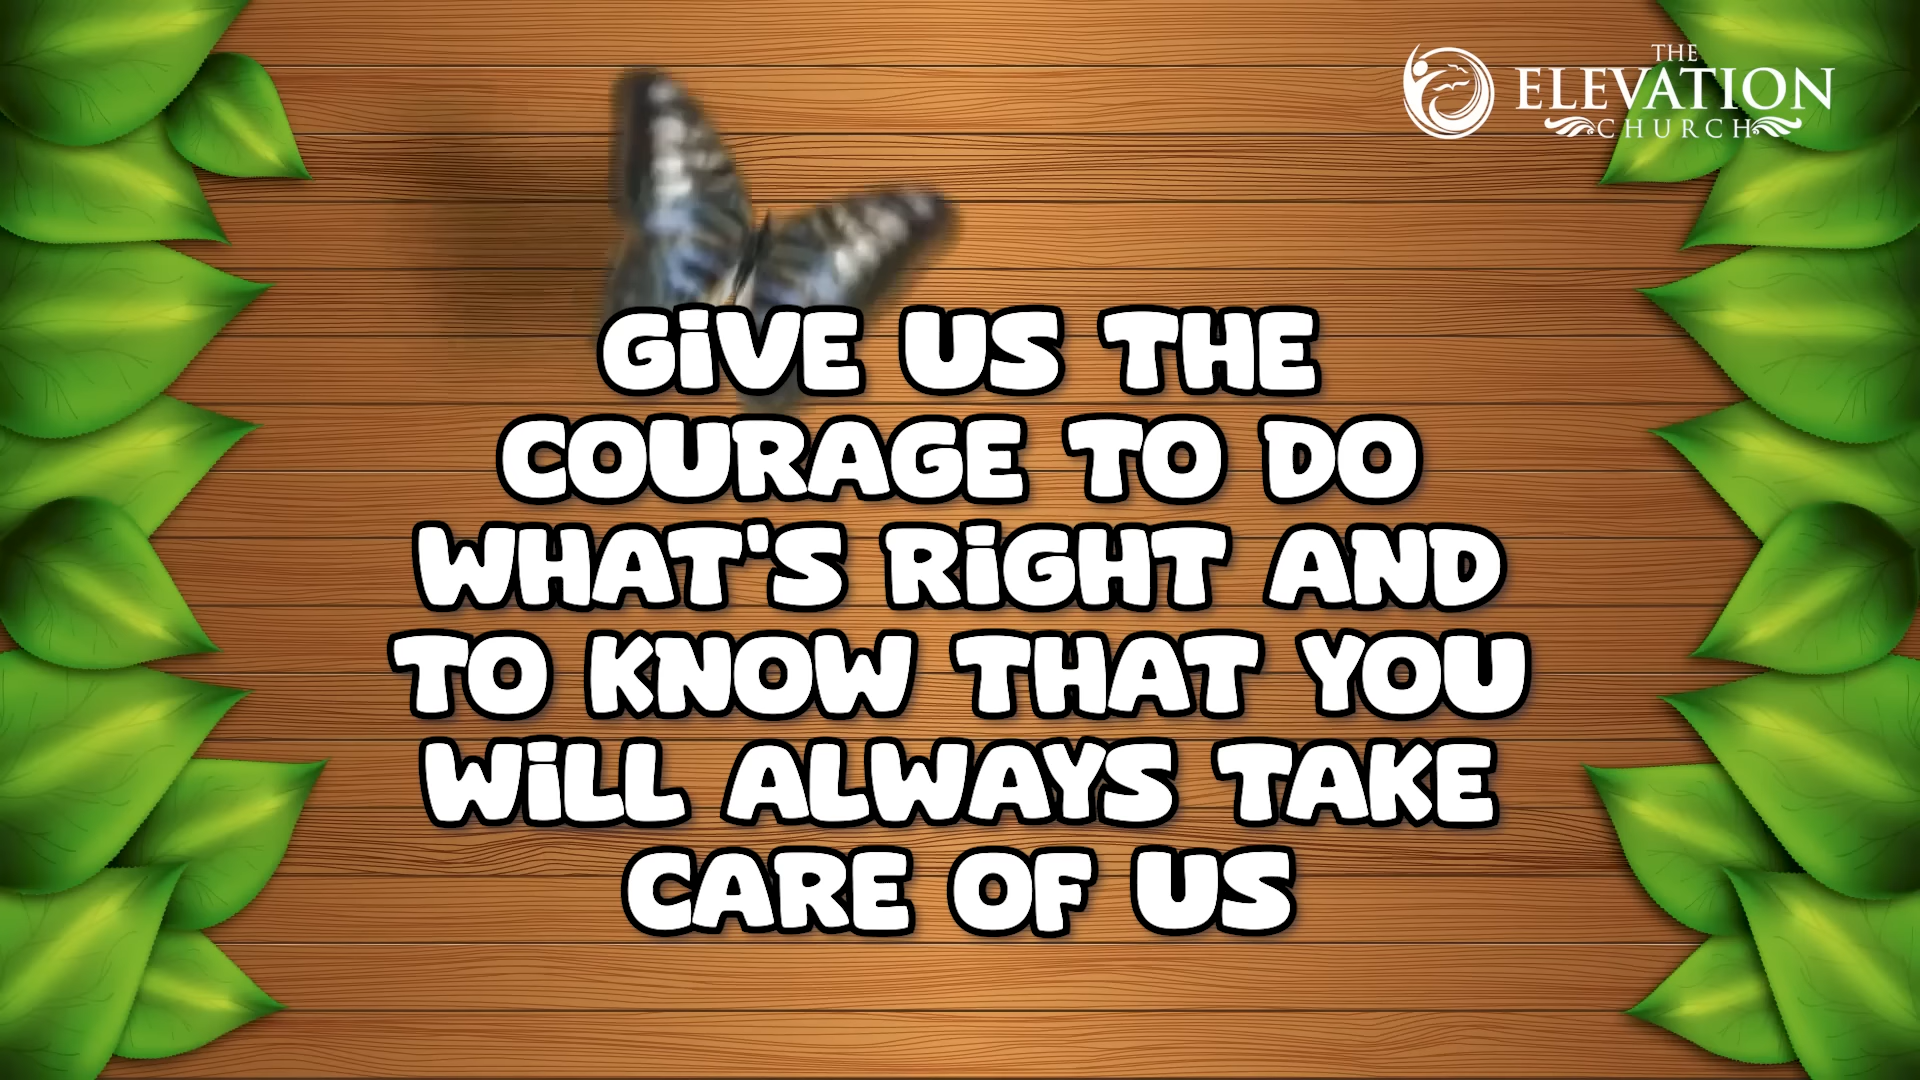 THE
ELEVATION
CHURCH
GiVE US THE
COURAGE TO DO
WHAT'S RiGHT AND
TO KNOW THAT YOU
WiLL ALWAYS TAKE
CARE OF US